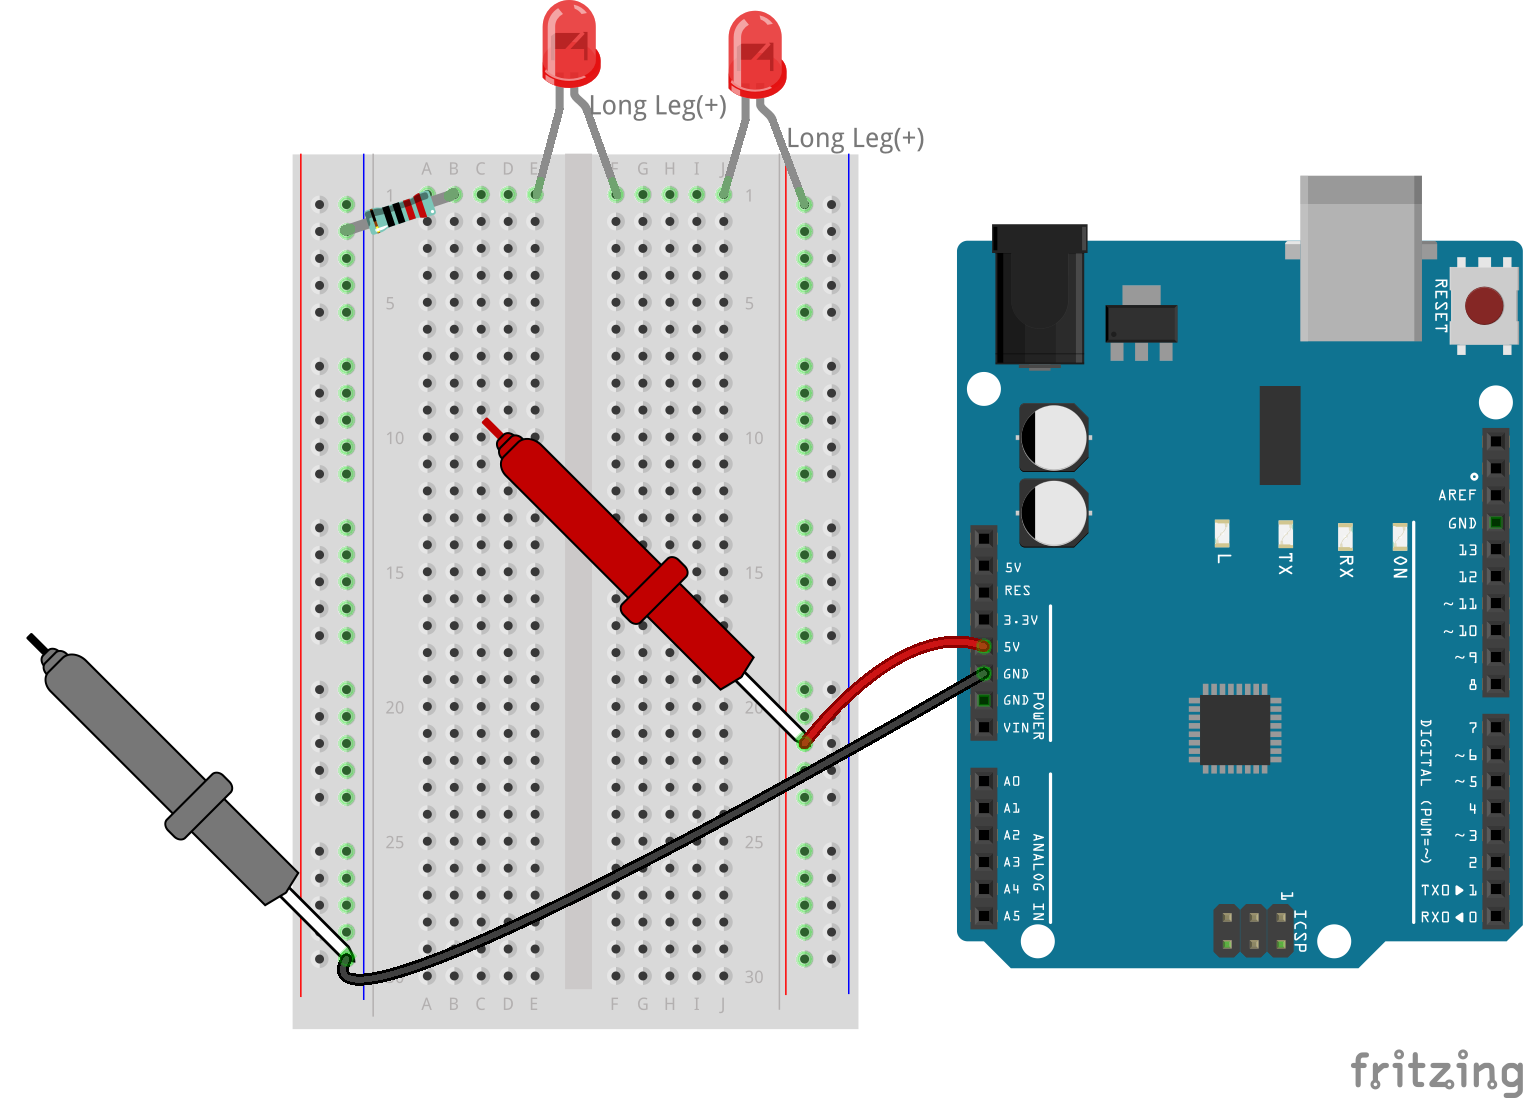 Long Leg(+)
Long Leg(+)
A B C D E F G H I J
1 1
5 5
10 10
15 15
20 20
25 25
30 30
A B C D E F G H I J
RESET
AREF
GND
13
12
~11
~10
~9
8
L TX RX ON
5V
RES
3.3V
5V
GND
GND
VIN
POWER
A0
A1
A2
A3
A4
A5
ANALOG IN
7
~6
~5
4
~3
2
TXO▶1
RXO◀0
DIGITAL (PWM=~)
1
ICSP
fritzing